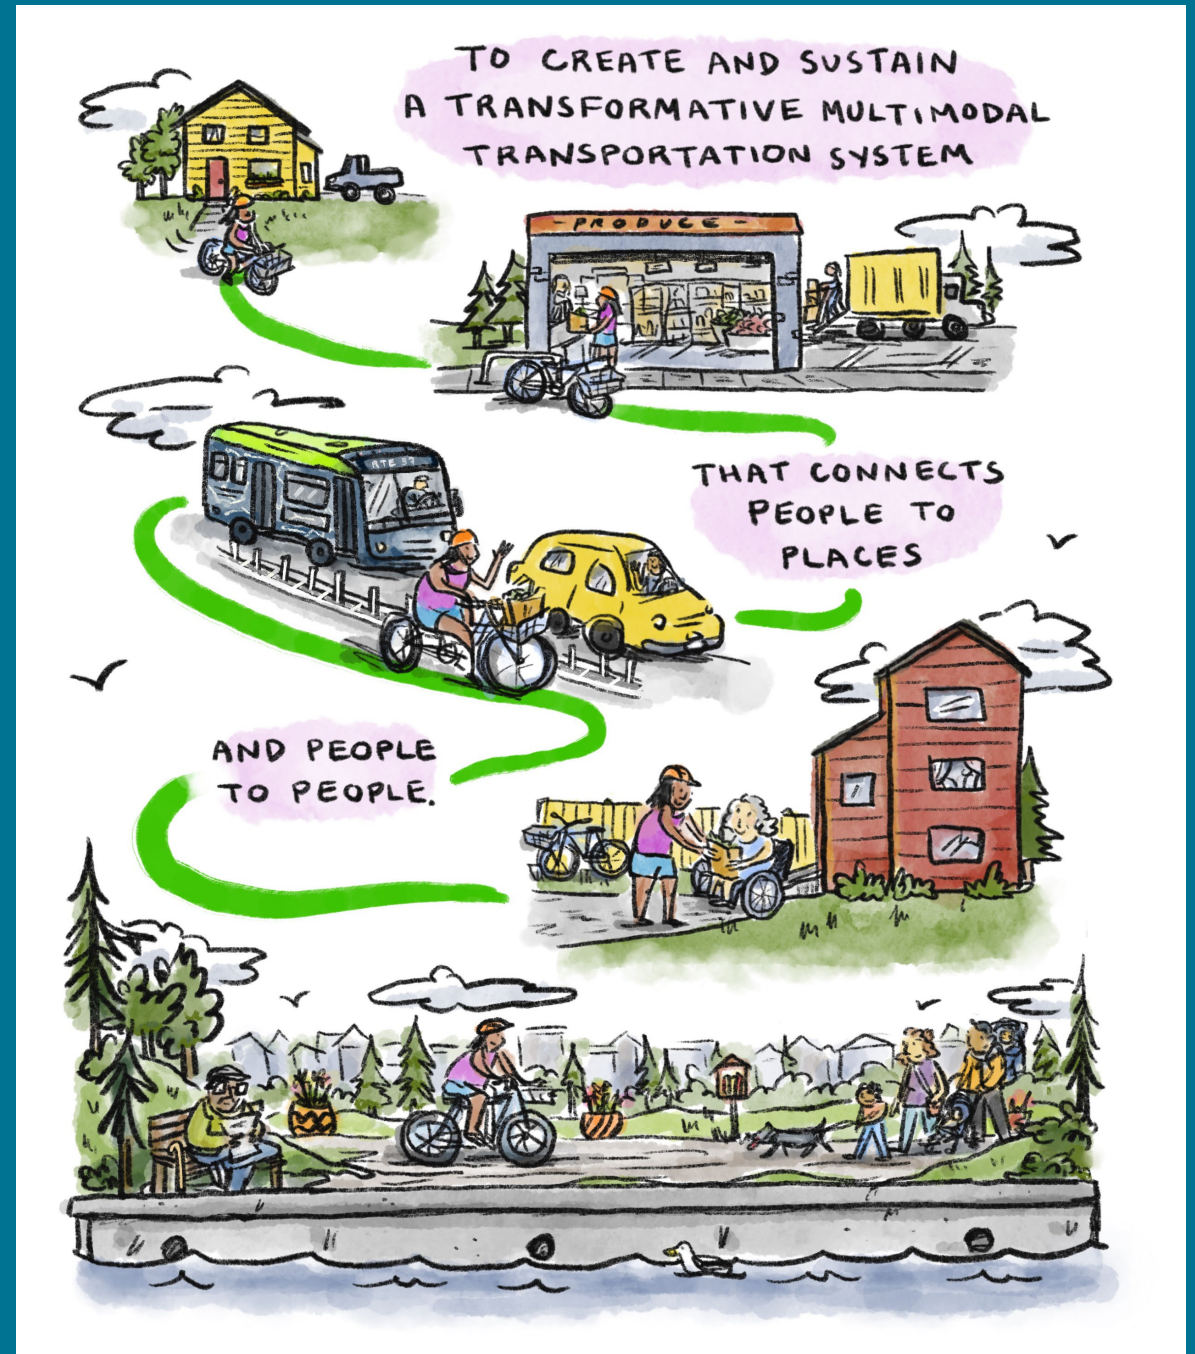 TO CREATE AND SUSTAIN
A TRANSFORMATIVE MULTIMODAL
TRANSPORTATION SYSTEM
- PRODUCE -
THAT CONNECTS
PEOPLE TO
PLACES
AND PEOPLE
TO PEOPLE.